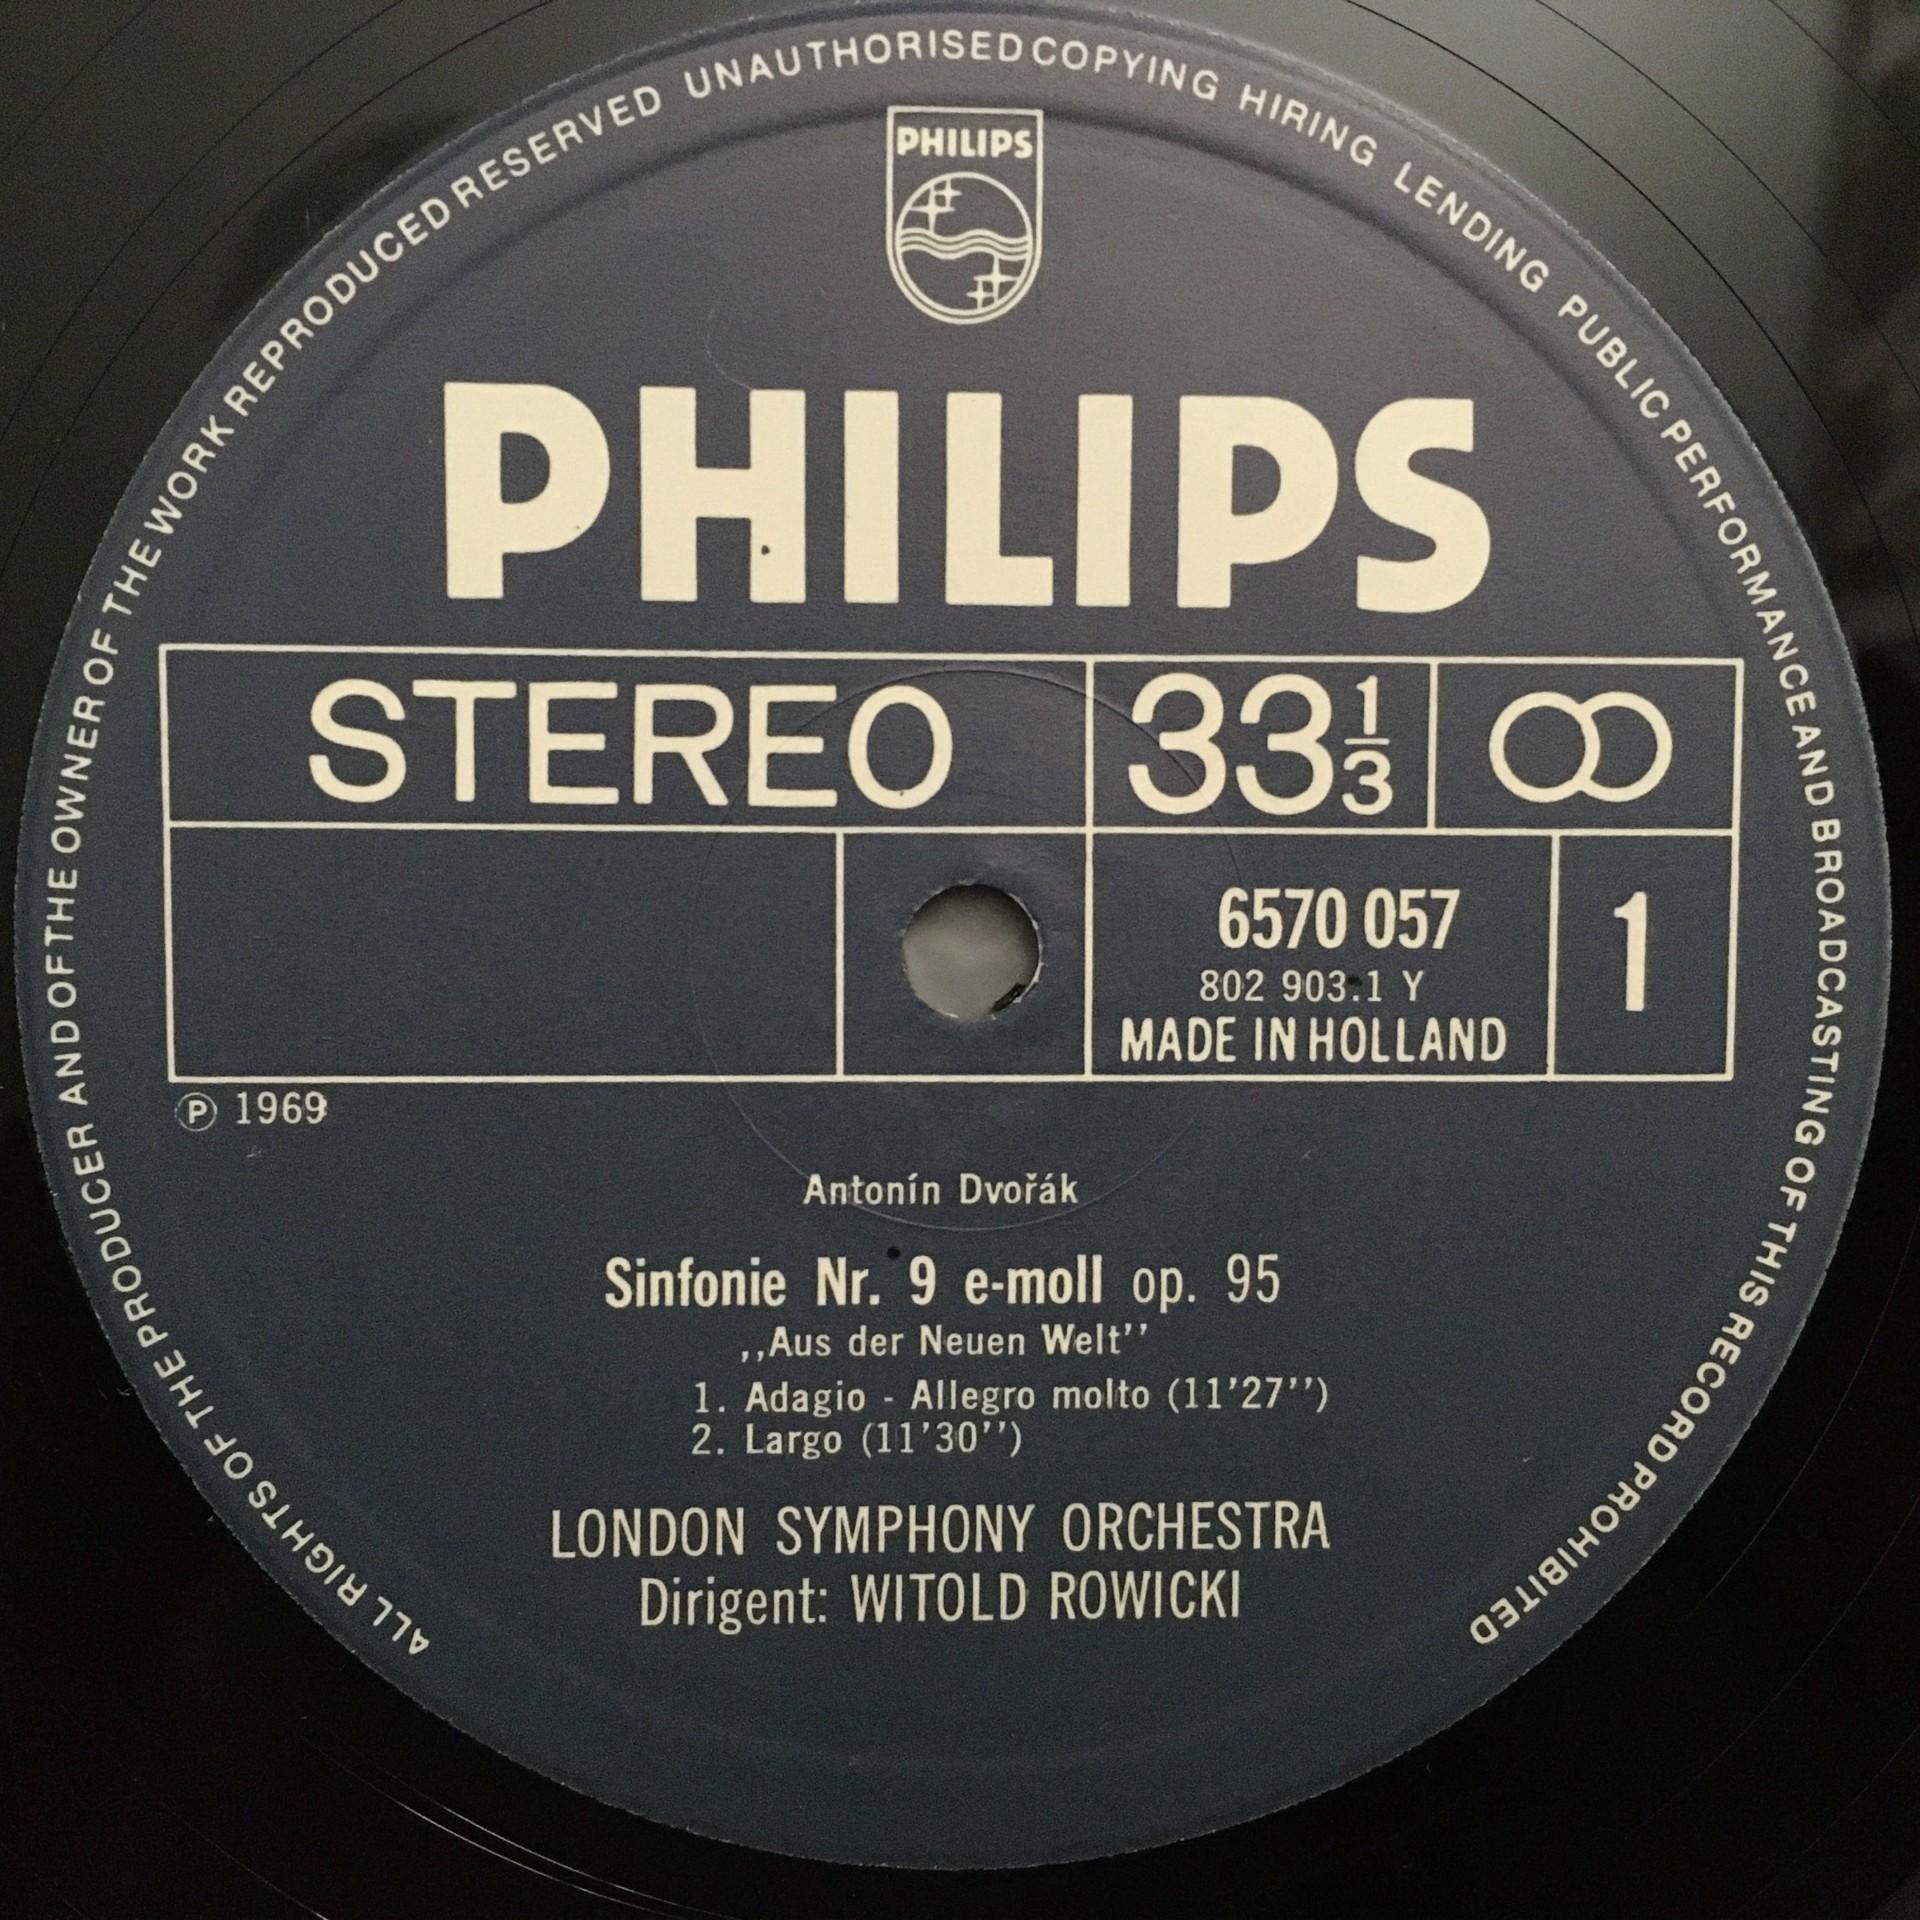 ALL RIGHTS OF THE PRODUCER AND OF THE OWNER OF THE WORK REPRODUCED RESERVED UNAUTHORISED COPYING HIRING LENDING PUBLIC PERFORMANCE AND BROADCASTING OF THIS RECORD PROHIBITED
PHILIPS
PHILIPS
STEREO 33 1/3
6570 057 1
802 903.1 Y
MADE IN HOLLAND
℗ 1969
Antonín Dvořák
Sinfonie Nr. 9 e-moll op. 95
,,Aus der Neuen Welt’’
1. Adagio - Allegro molto (11’27’’)
2. Largo (11’30’’)
LONDON SYMPHONY ORCHESTRA
Dirigent: WITOLD ROWICKI